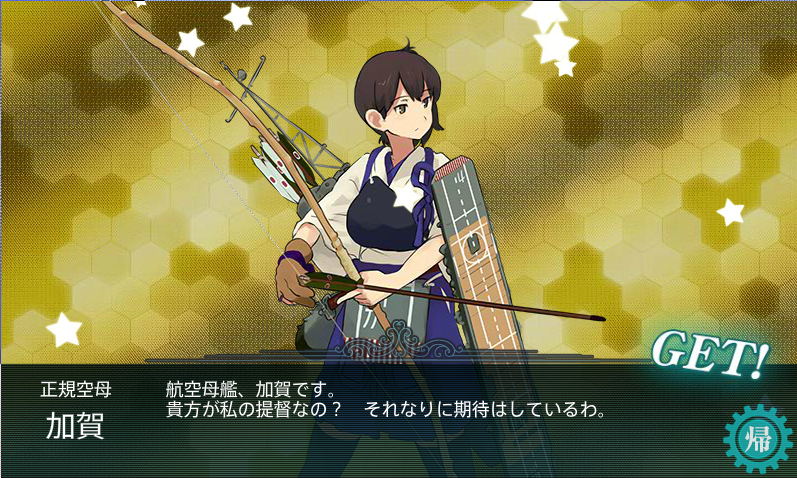 GET!
正規空母
加賀
航空母艦、加賀です。
貴方が私の提督なの？　それなりに期待はしているわ。
帰
カ